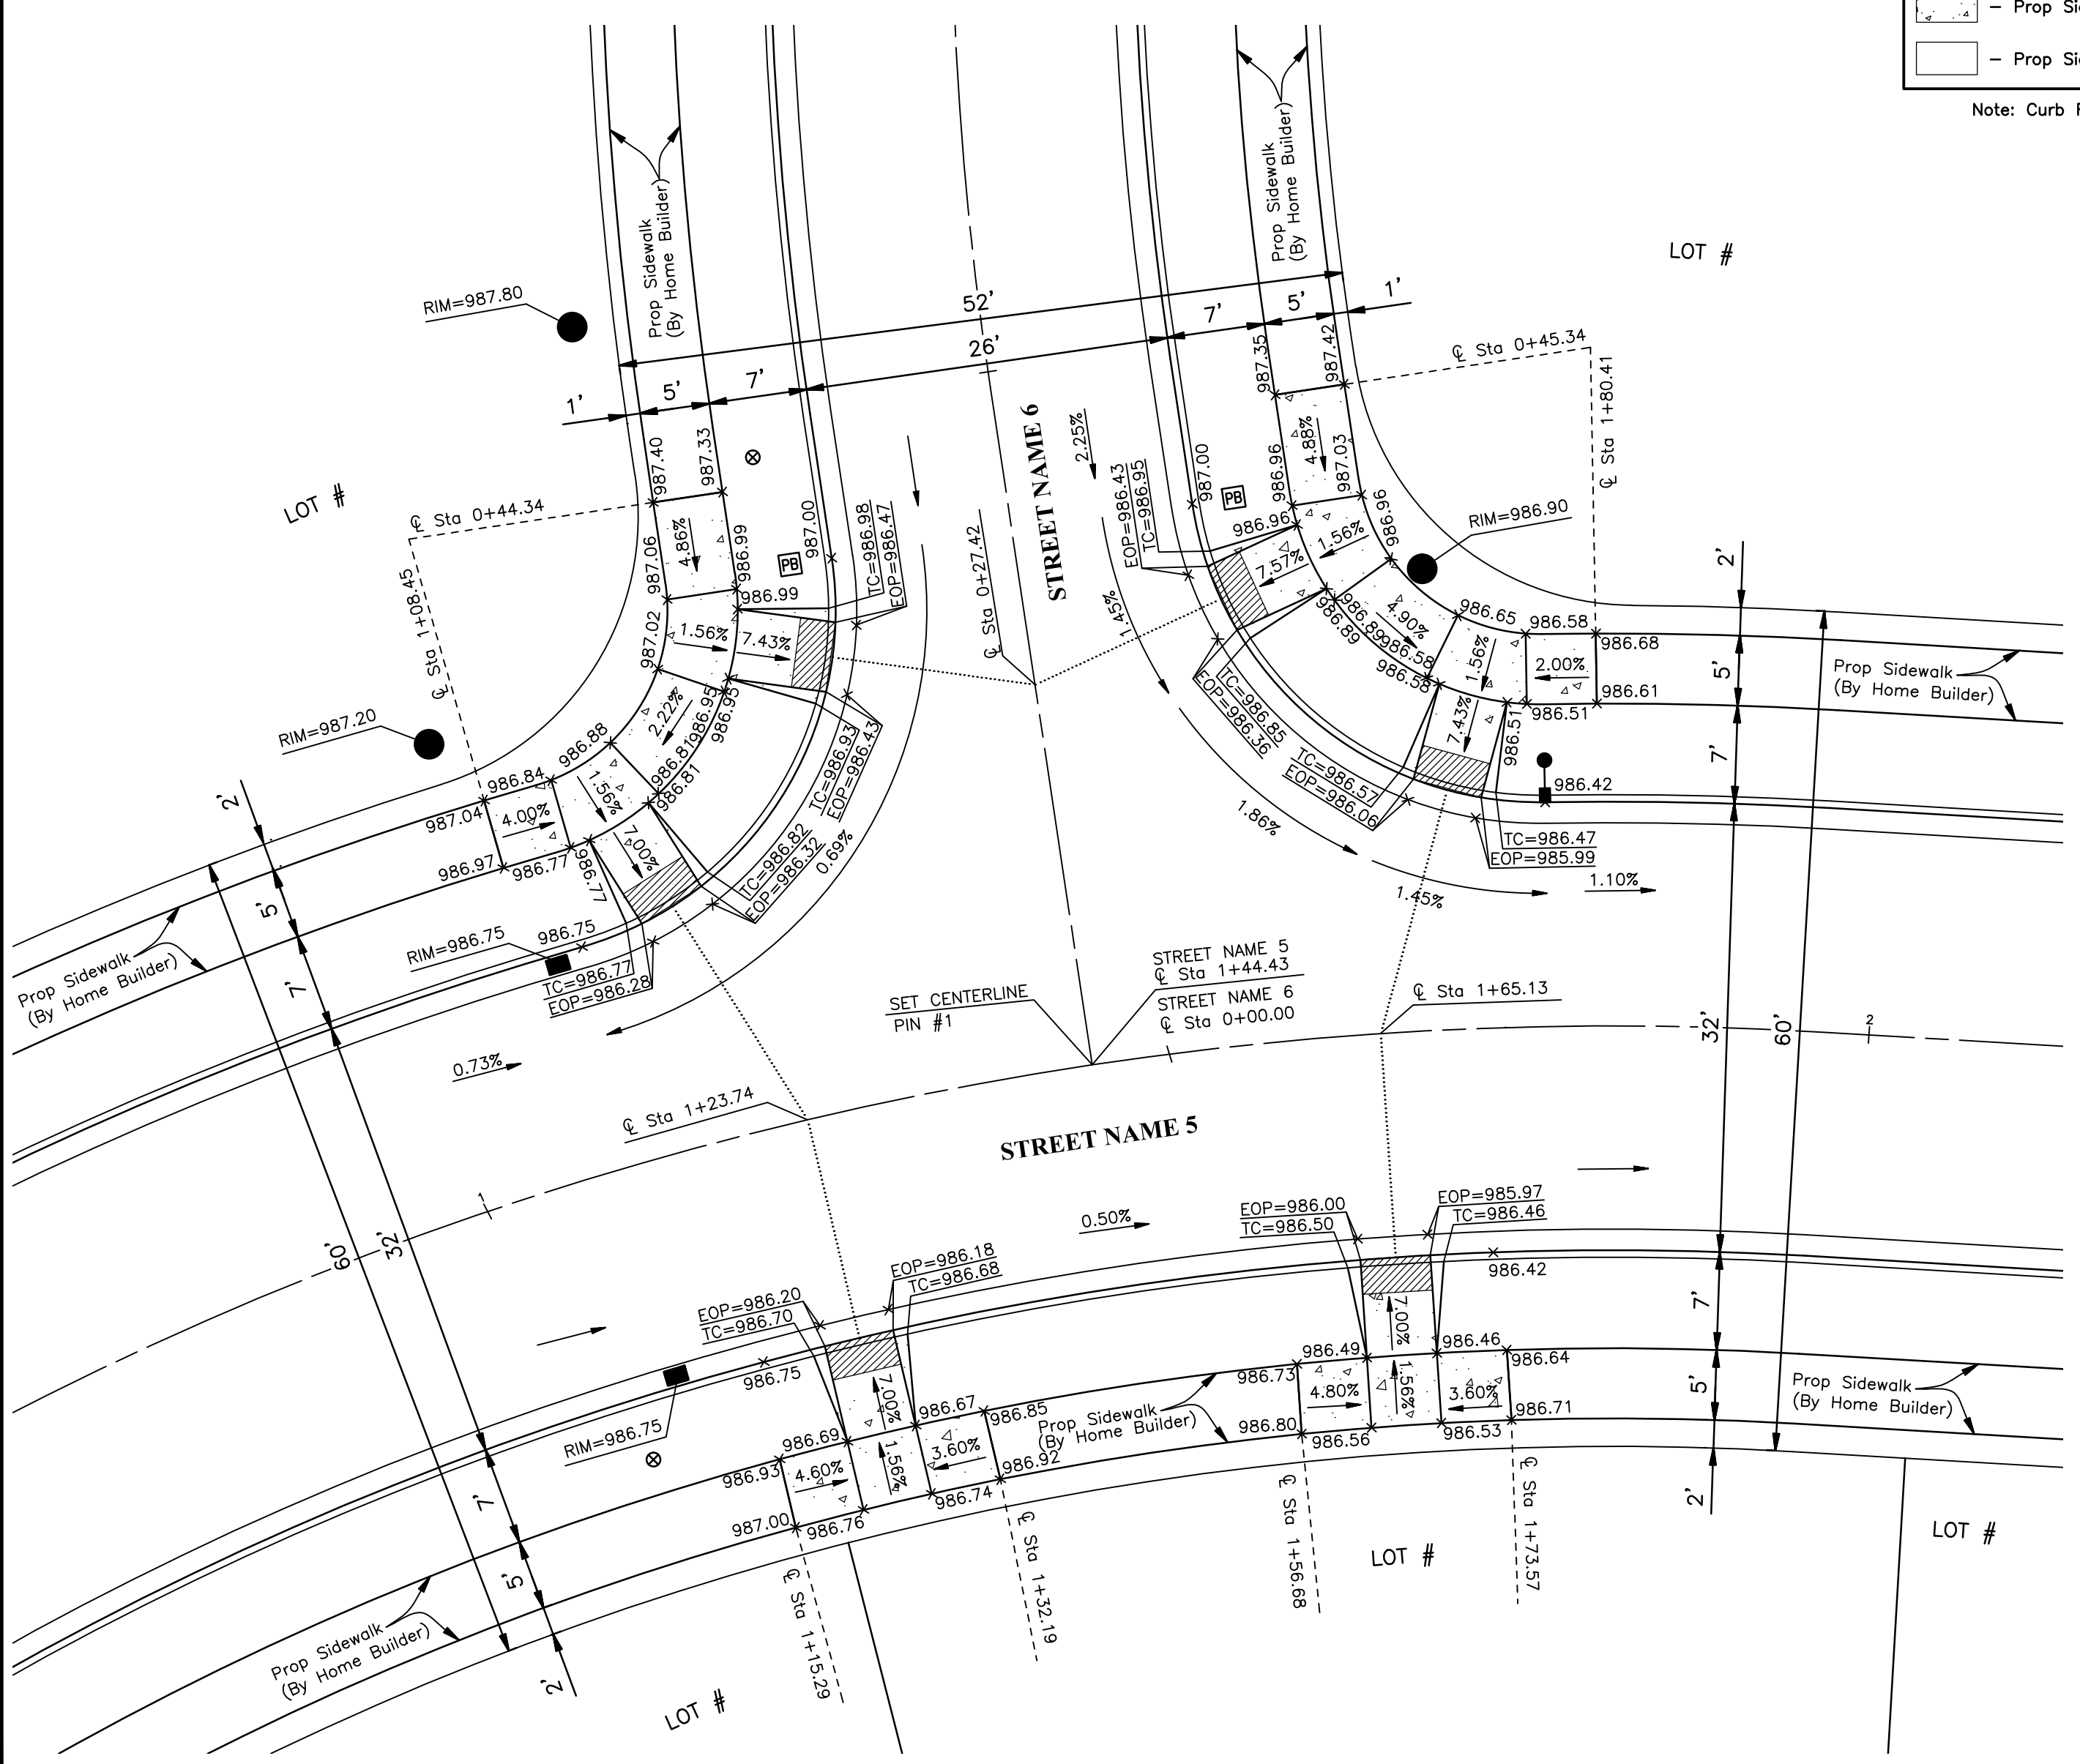 – Prop Si
– Prop Si
Note: Curb F
LOT #
RIM=987.80
Prop Sidewalk
(By Home Builder)
Prop Sidewalk
(By Home Builder)
52'
26'
1'
5'
7'
7'
5'
1'
987.35
987.42
℄ Sta 0+45.34
℄ Sta 1+80.41
LOT #
987.40
987.33
℄ Sta 0+44.34
℄ Sta 1+08.45
4.86%
987.06
986.99
PB
987.00
986.99
TC=986.98
EOP=986.47
987.02
1.56%
7.43%
2.22%
986.95
986.95
TC=986.93
EOP=986.43
STREET NAME 6
℄ Sta 0+27.42
2.25%
EOP=986.43
TC=986.95
987.00
PB
986.96
986.96
4.88%
987.03
1.56%
986.96
7.57%
RIM=986.90
1.45%
986.89
986.89
4.90%
986.58
986.58
986.65
986.58
986.68
1.56%
2.00%
986.61
986.51
986.51
7.43%
986.42
TC=986.85
EOP=986.36
TC=986.57
EOP=986.06
TC=986.47
EOP=985.99
1.86%
1.45%
1.10%
2'
5'
7'
Prop Sidewalk
(By Home Builder)
RIM=987.20
986.88
986.84
987.04
4.00%
1.56%
986.81
986.81
986.97
986.77
986.77
7.00%
TC=986.82
EOP=986.32
0.69%
2'
5'
7'
RIM=986.75
986.75
TC=986.77
EOP=986.28
Prop Sidewalk
(By Home Builder)
0.73%
SET CENTERLINE
PIN #1
STREET NAME 5
℄ Sta 1+44.43
STREET NAME 6
℄ Sta 0+00.00
℄ Sta 1+65.13
32'
60'
2
℄ Sta 1+23.74
STREET NAME 5
1
60'
32'
0.50%
EOP=986.18
TC=986.68
EOP=986.20
TC=986.70
EOP=986.00
TC=986.50
EOP=985.97
TC=986.46
986.42
986.75
RIM=986.75
7.00%
986.67
986.85
986.69
986.93
4.60%
1.56%
3.60%
986.92
986.74
987.00
986.76
Prop Sidewalk
(By Home Builder)
986.49
986.73
7.00%
986.46
986.64
4.80%
1.56%
3.60%
986.71
986.80
986.56
986.53
7'
5'
2'
Prop Sidewalk
(By Home Builder)
7'
5'
2'
Prop Sidewalk
(By Home Builder)
℄ Sta 1+15.29
℄ Sta 1+32.19
℄ Sta 1+56.68
℄ Sta 1+73.57
LOT #
LOT #
LOT #